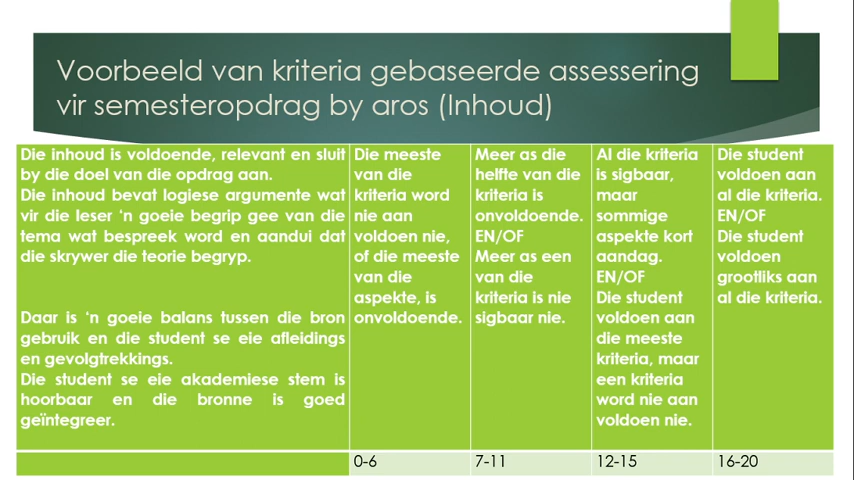 Voorbeeld van kriteria gebaseerde assessering
vir semesteropdrag by aros (Inhoud)
Die inhoud is voldoende, relevant en sluit
by die doel van die opdrag aan.
Die inhoud bevat logiese argumente wat
vir die leser ‘n goeie begrip gee van die
tema wat bespreek word en aandui dat
die skrywer die teorie begryp.
Daar is ‘n goeie balans tussen die bron
gebruik en die student se eie afleidings
en gevolgtrekkings.
Die student se eie akademiese stem is
hoorbaar en die bronne is goed
geïntegreer.
Die meeste
van die
kriteria word
nie aan
voldoen nie,
of die meeste
van die
aspekte, is
onvoldoende.
Meer as die
helfte van die
kriteria is
onvoldoende.
EN/OF
Meer as een
van die
kriteria is nie
sigbaar nie.
Al die kriteria
is sigbaar,
maar
sommige
aspekte kort
aandag.
EN/OF
Die student
voldoen aan
die meeste
kriteria, maar
een kriteria
word nie aan
voldoen nie.
Die student
voldoen aan
al die kriteria.
EN/OF
Die student
voldoen
grootliks aan
al die kriteria.
0-6
7-11
12-15
16-20